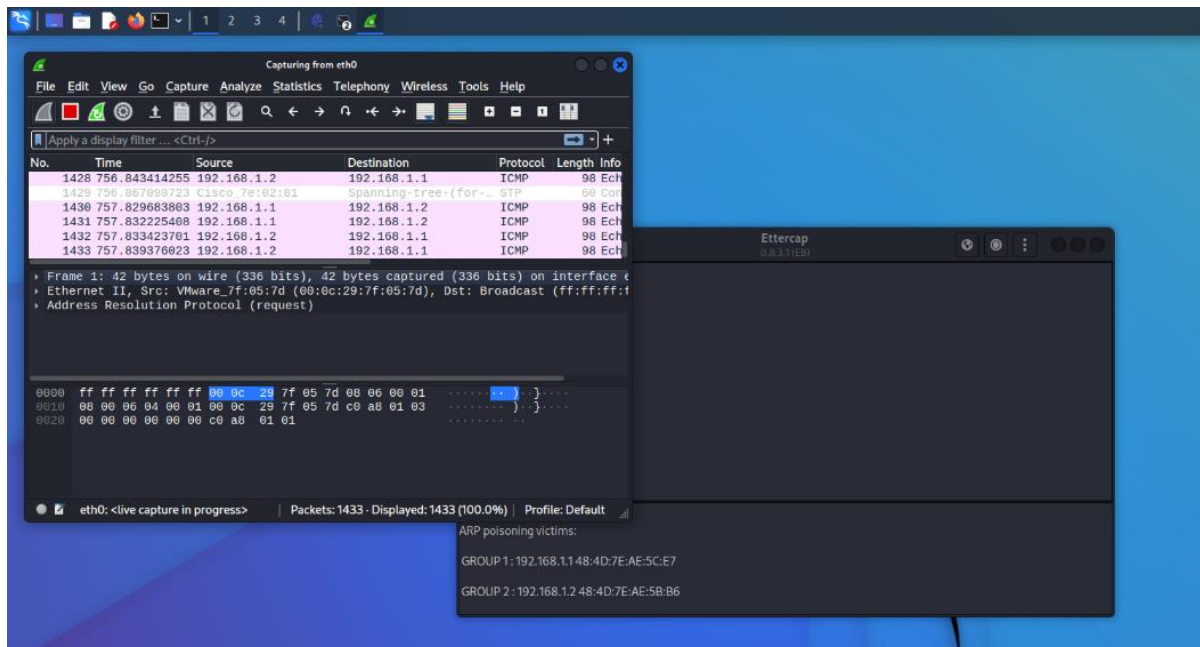 1 2 3 4 2
Capturing from eth0
File Edit View Go Capture Analyze Statistics Telephony Wireless Tools Help
Apply a display filter ... <Ctrl-/>
No. Time Source Destination Protocol Length Info
1428 756.843414255 192.168.1.2 192.168.1.1 ICMP 98 Ech
1429 756.867098723 Cisco_7e:02:81 Spanning-tree-(for-… STP 60 Con
1430 757.829683803 192.168.1.1 192.168.1.2 ICMP 98 Ech
1431 757.832225408 192.168.1.1 192.168.1.2 ICMP 98 Ech
1432 757.833423701 192.168.1.2 192.168.1.1 ICMP 98 Ech
1433 757.839376023 192.168.1.2 192.168.1.1 ICMP 98 Ech
Frame 1: 42 bytes on wire (336 bits), 42 bytes captured (336 bits) on interface e
Ethernet II, Src: VMware_7f:05:7d (00:0c:29:7f:05:7d), Dst: Broadcast (ff:ff:ff:f
Address Resolution Protocol (request)
0000 ff ff ff ff ff ff 00 0c 29 7f 05 7d 08 06 00 01 ········ )··}····
0010 08 00 06 04 00 01 00 0c 29 7f 05 7d c0 a8 01 03 ········ )··}····
0020 00 00 00 00 00 00 c0 a8 01 01 ········ ··
eth0: <live capture in progress> Packets: 1433 · Displayed: 1433 (100.0%) Profile: Default
Ettercap
0.8.3.1 (EB)
ARP poisoning victims:
GROUP 1 : 192.168.1.1 48:4D:7E:AE:5C:E7
GROUP 2 : 192.168.1.2 48:4D:7E:AE:5B:B6